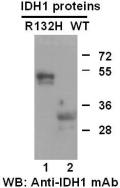 IDH1 proteins
R132H WT
72
55
36
28
1 2
WB: Anti-IDH1 mAb